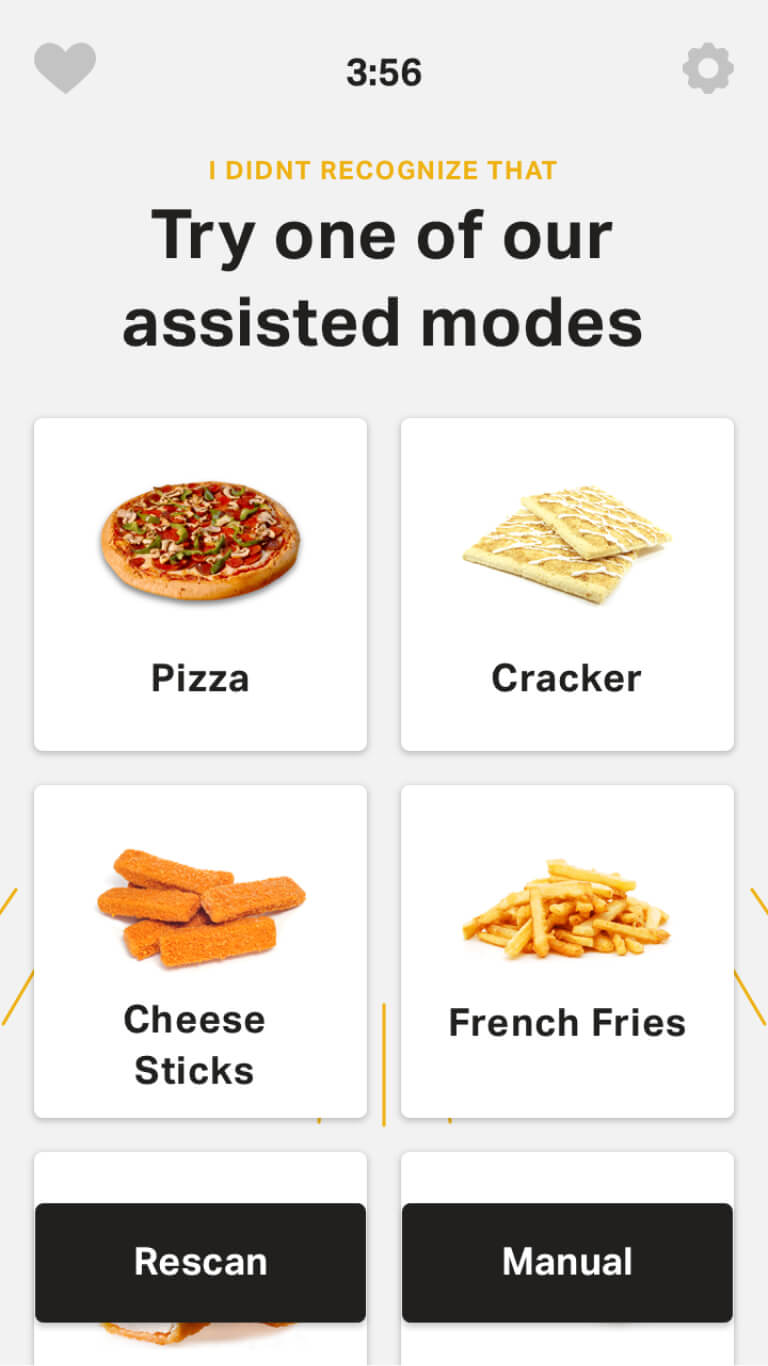 3:56
I DIDNT RECOGNIZE THAT
Try one of our
assisted modes
Pizza
Cracker
Cheese
Sticks
French Fries
Rescan
Manual